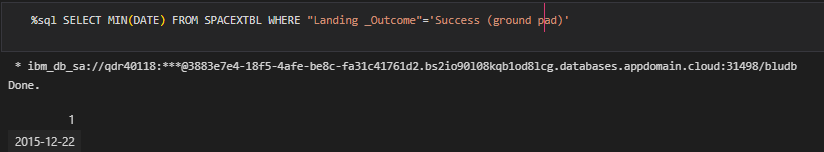 %sql SELECT MIN(DATE) FROM SPACEXTBL WHERE "Landing _Outcome"='Success (ground pad)'
* ibm_db_sa://qdr40118:***@3883e7e4-18f5-4afe-be8c-fa31c41761d2.bs2io90l08kqb1od8lcg.databases.appdomain.cloud:31498/bludb
Done.
1
2015-12-22